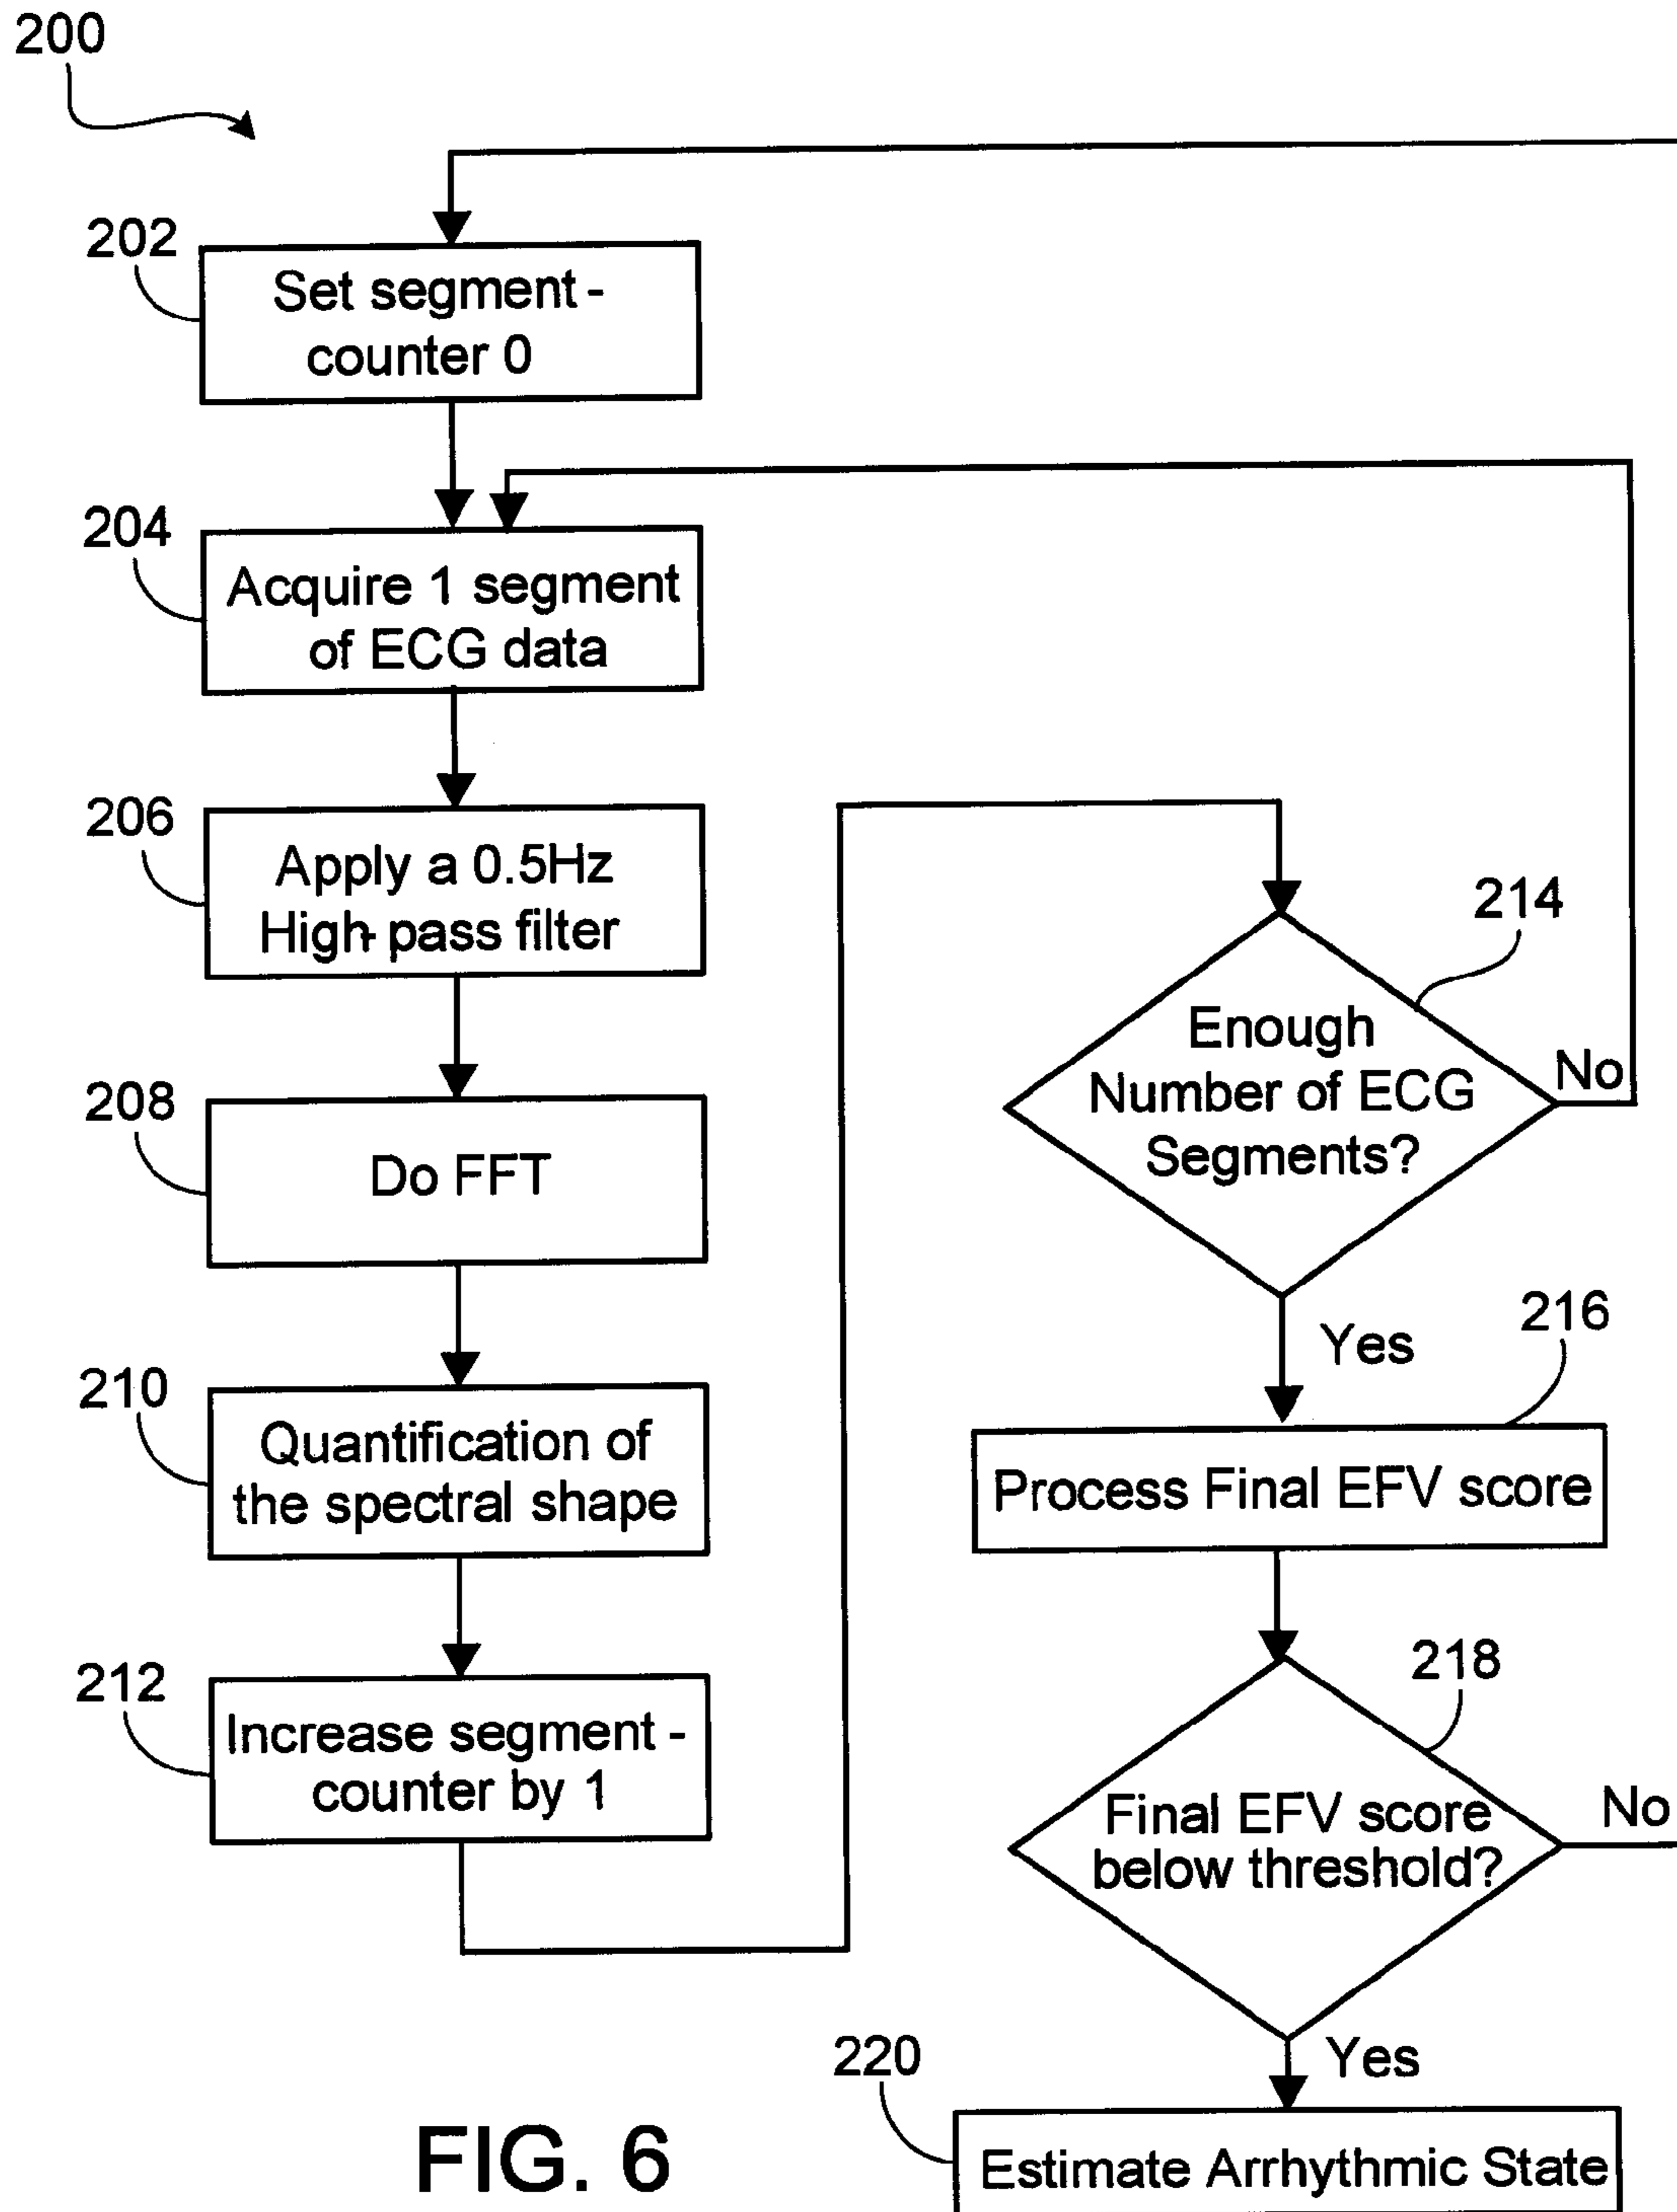 200
202
Set segment -
counter 0
204
Acquire 1 segment
of ECG data
206
Apply a 0.5Hz
High-pass filter
208
Do FFT
210
Quantification of
the spectral shape
212
Increase segment -
counter by 1
214
Enough
Number of ECG
Segments?
No
Yes
216
Process Final EFV score
218
Final EFV score
below threshold?
No
Yes
220
Estimate Arrhythmic State
FIG. 6